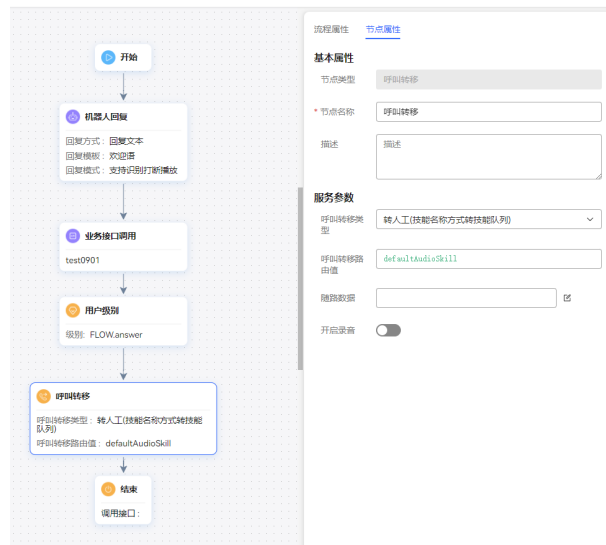 开始
机器人回复
回复方式： 回复文本
回复模板： 欢迎语
回复模式： 支持识别打断播放
业务接口调用
test0901
用户级别
级别: FLOW.answer
呼叫转移
呼叫转移类型： 转人工(技能名称方式转技能
队列)
呼叫转移路由值： defaultAudioSkill
结束
调用接口：
流程属性 节点属性
基本属性
节点类型 呼叫转移
* 节点名称 呼叫转移
描述 描述
服务参数
呼叫转移类
型
转人工(技能名称方式转技能队列)
呼叫转移路
由值
defaultAudioSkill
随路数据
开启录音